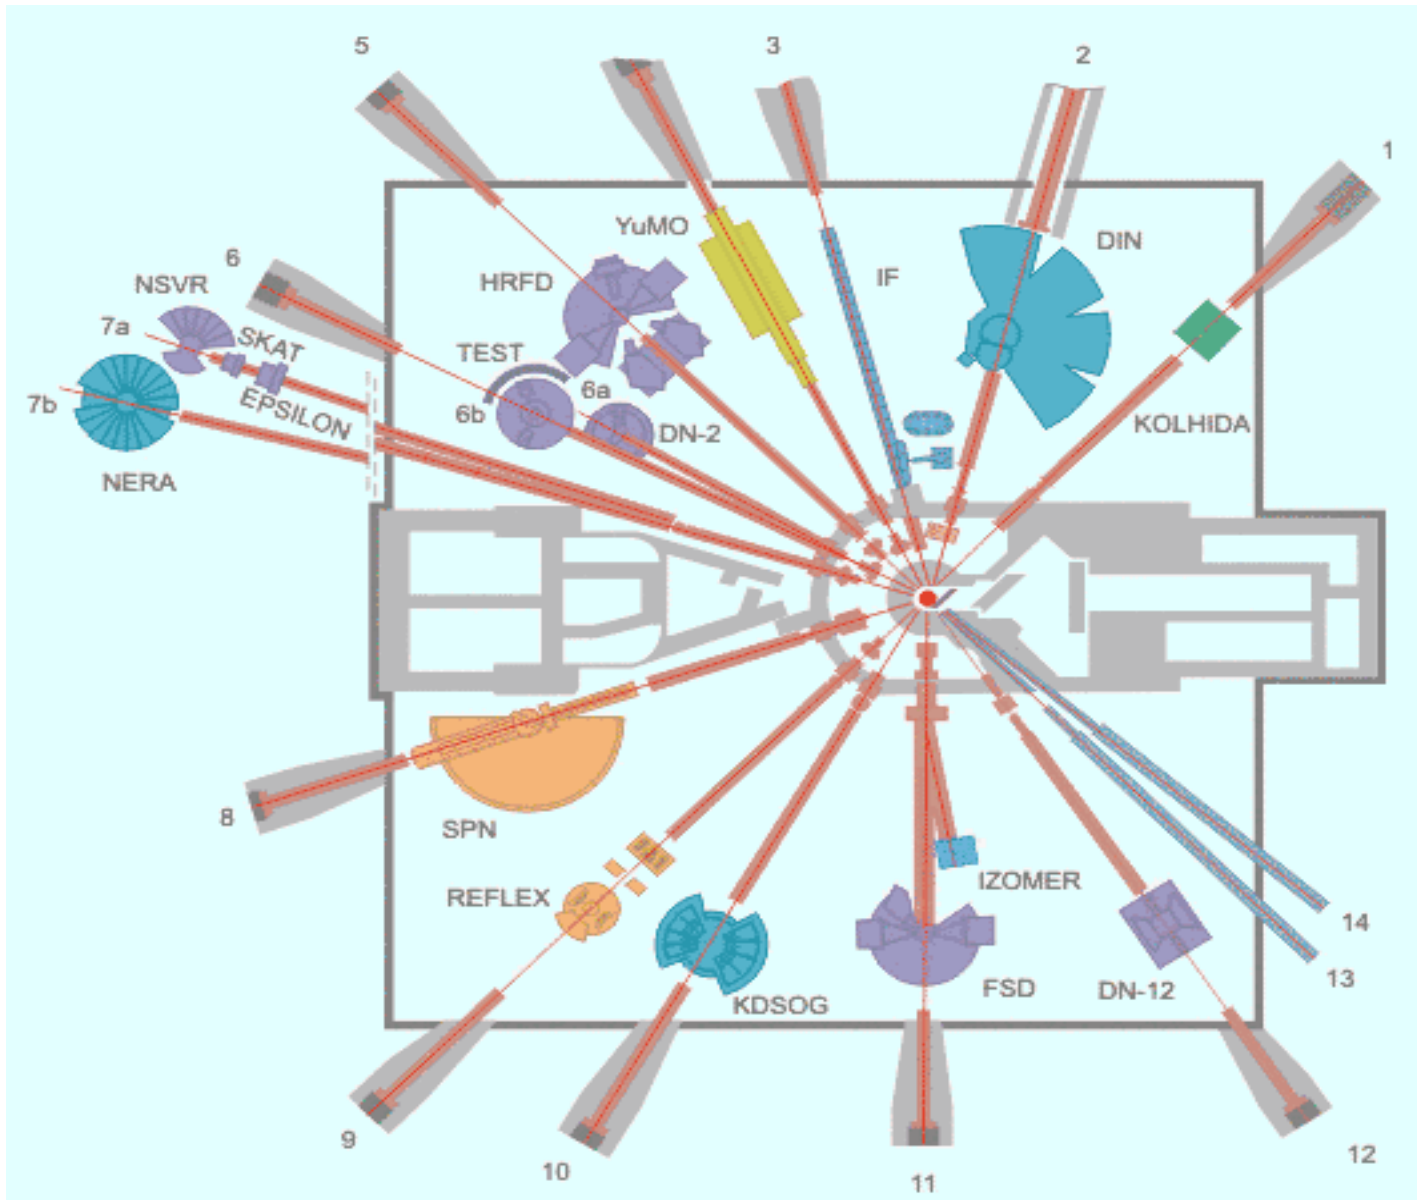 5
3
2
1
YuMO
DIN
6
NSVR
HRFD
IF
7a
SKAT
TEST
6a
7b
EPSILON
6b
DN-2
KOLHIDA
NERA
8
SPN
REFLEX
IZOMER
14
13
KDSOG
FSD
DN-12
9
10
11
12